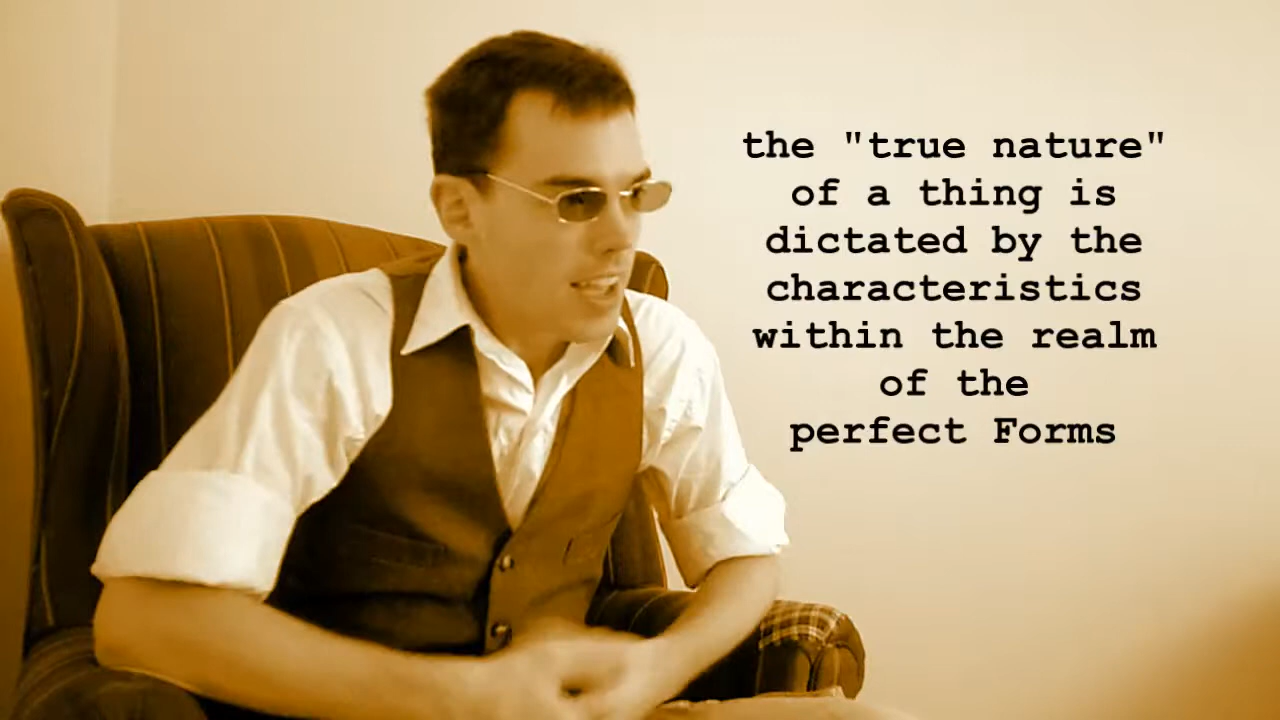 the "true nature"
of a thing is
dictated by the
characteristics
within the realm
of the
perfect Forms